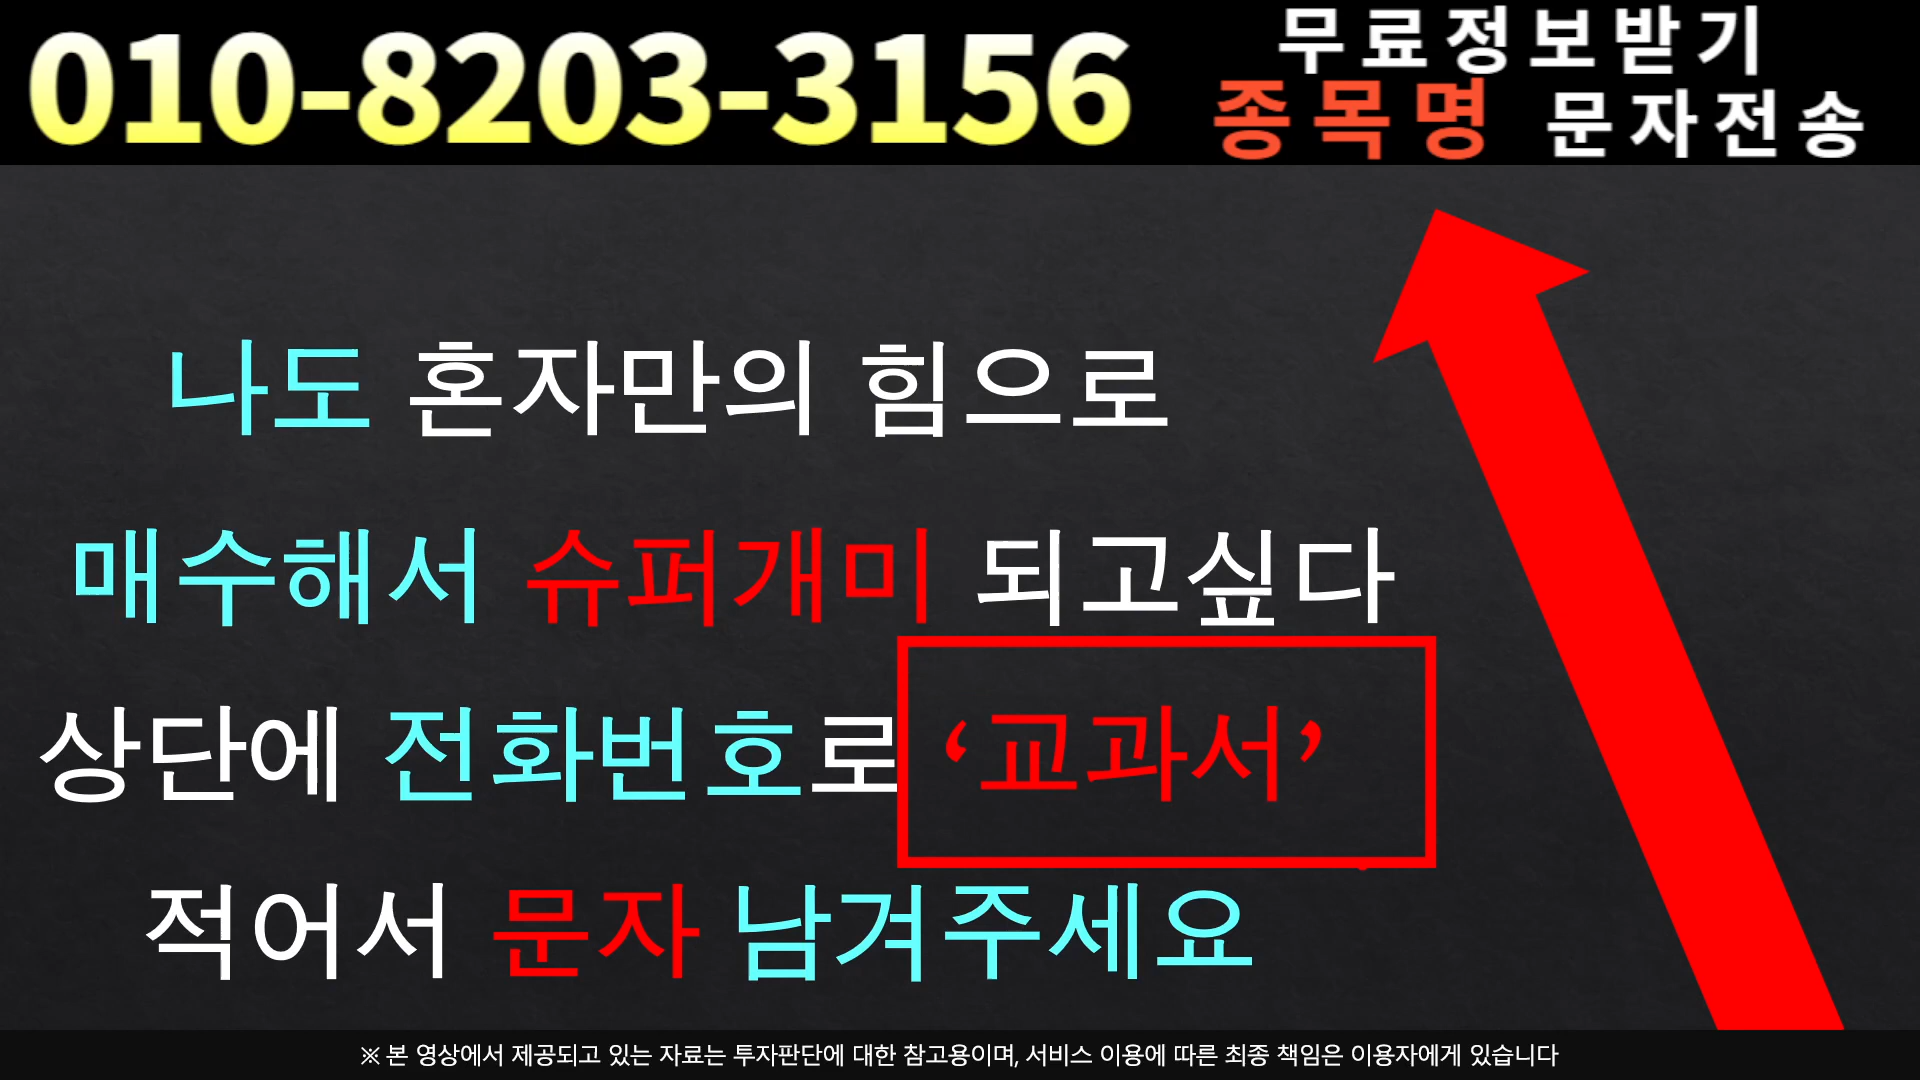 010-8203-3156
무료정보받기
종목명 문자전송
나도 혼자만의 힘으로
매수해서 슈퍼개미 되고싶다
상단에 전화번호로 ‘교과서’
적어서 문자 남겨주세요
※ 본 영상에서 제공되고 있는 자료는 투자판단에 대한 참고용이며, 서비스 이용에 따른 최종 책임은 이용자에게 있습니다